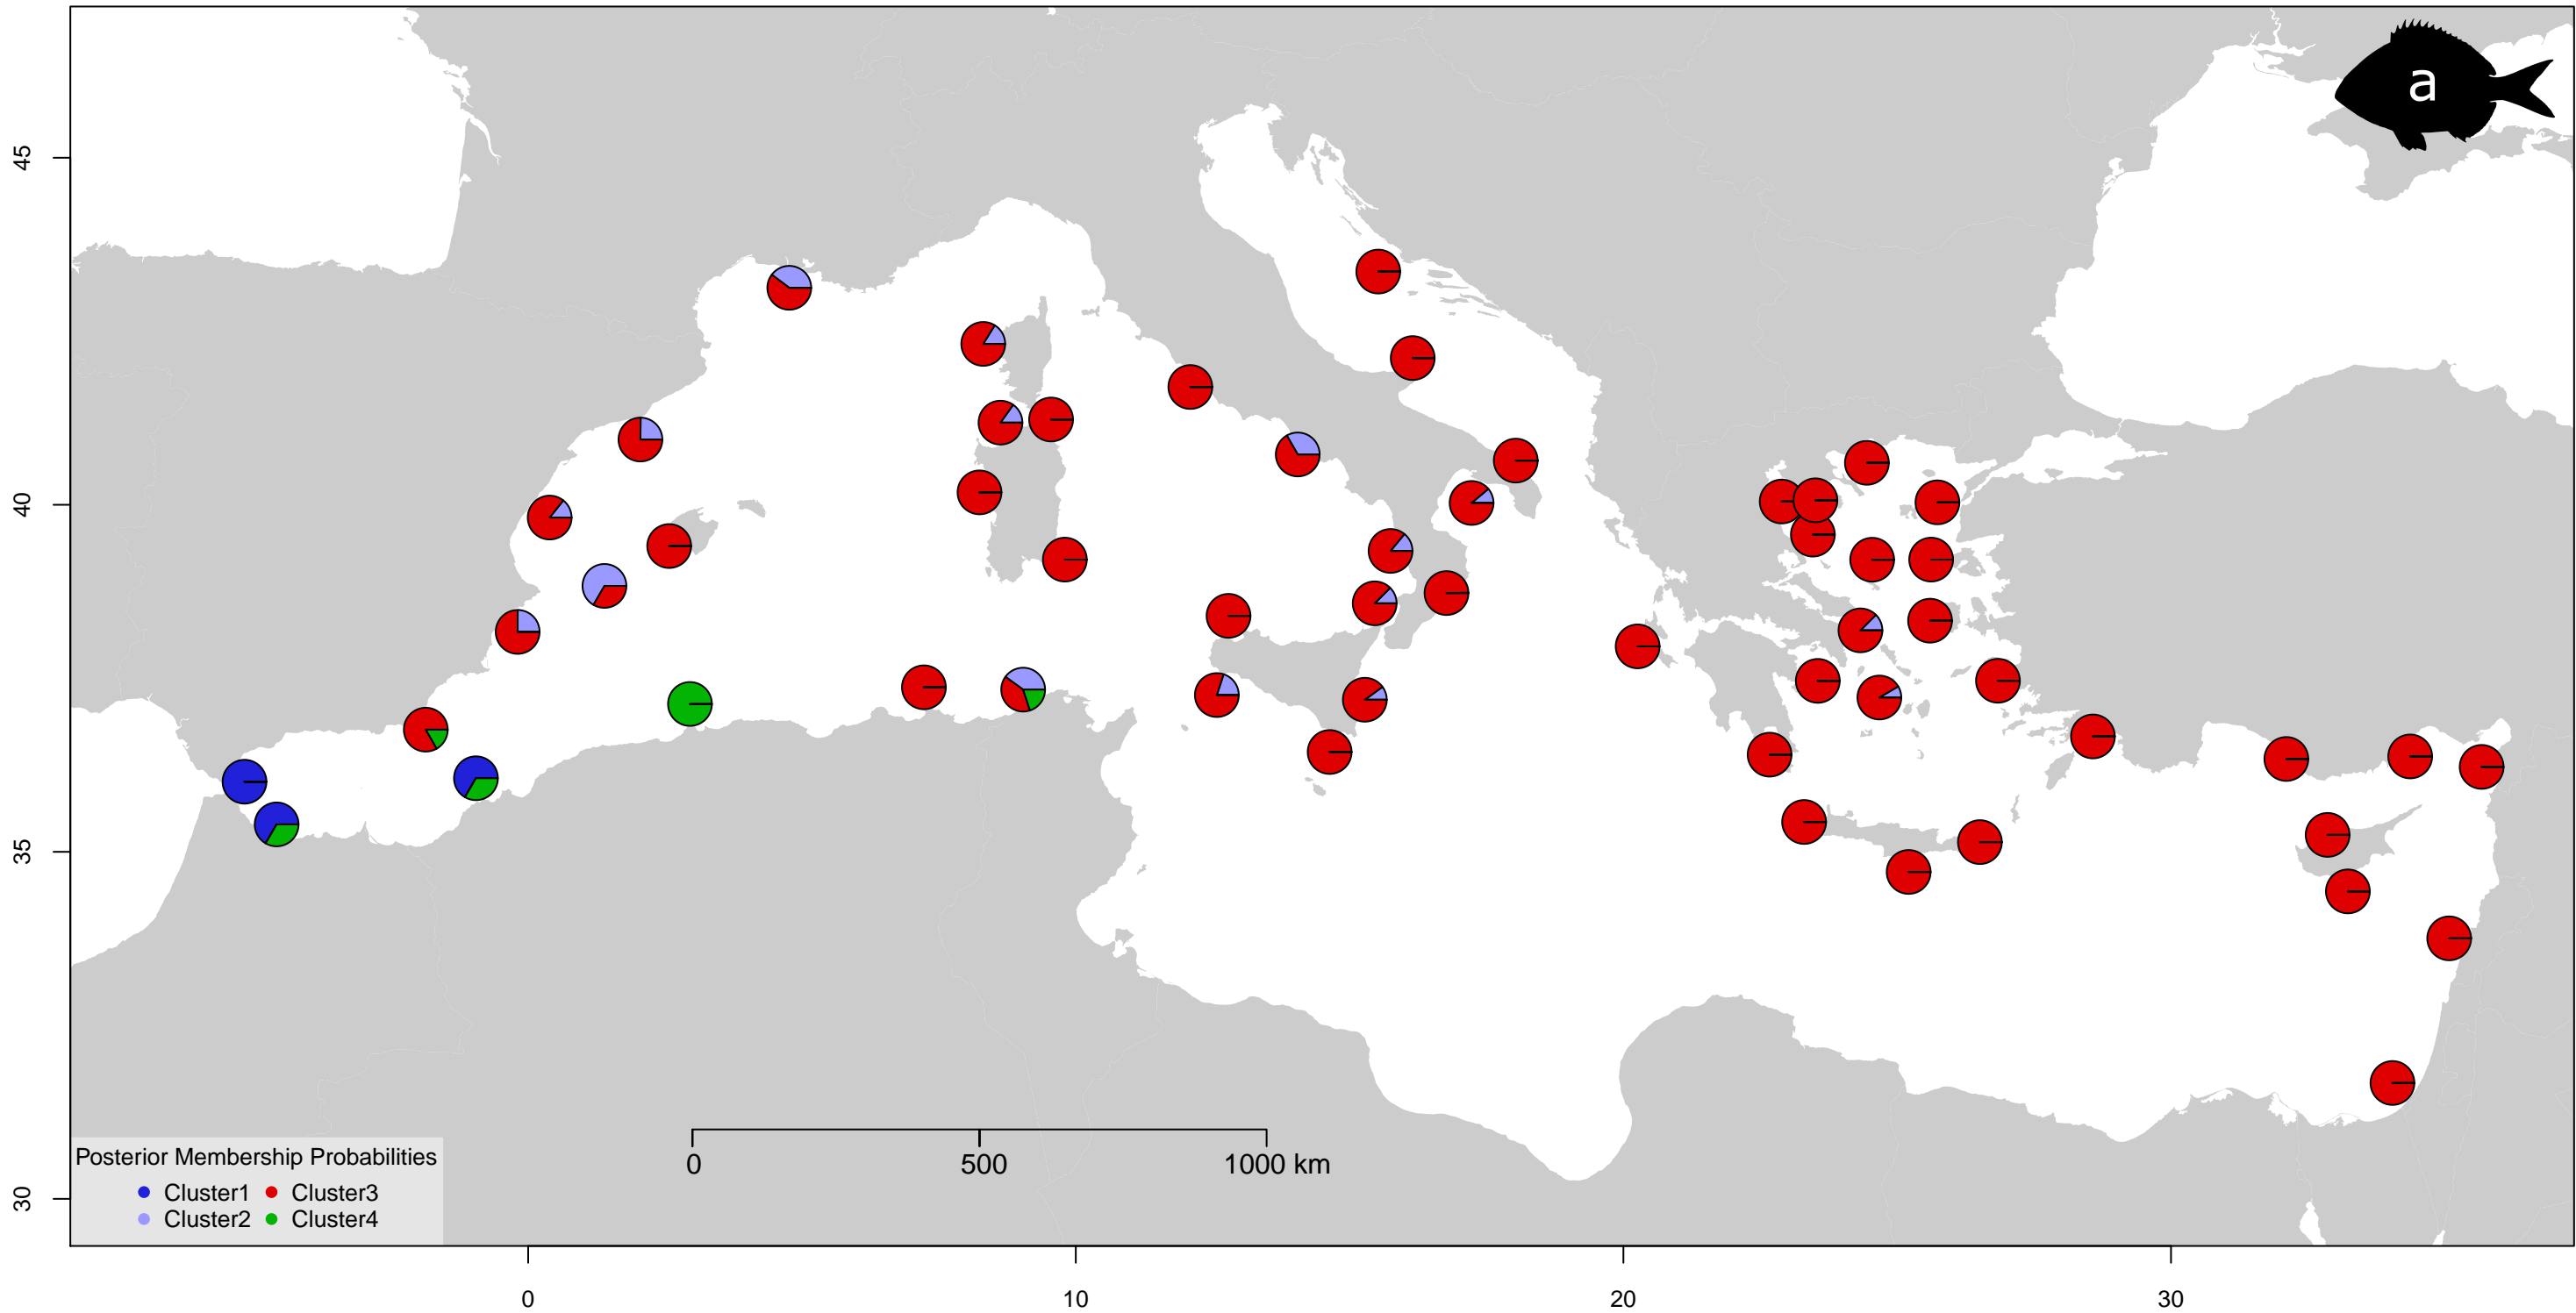 a
45
40
35
30
0 500 1000 km
Posterior Membership Probabilities
Cluster1 Cluster3
Cluster2 Cluster4
0 10 20 30